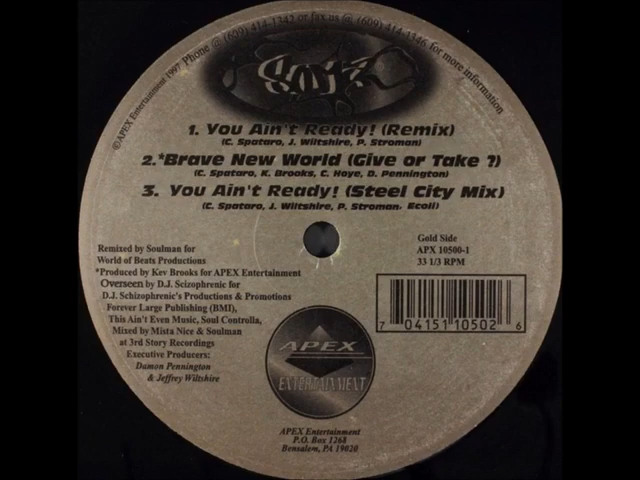 ©APEX Entertainment 1997 Phone @ (609) 414-1342 or fax us @ (609) 414-1346 for more information
1. You Ain't Ready! (Remix)
(C. Spataro, J. Wiltshire, P. Stroman)
2.*Brave New World (Give or Take ?)
(C. Spataro, K. Brooks, C. Hoye, D. Pennington)
3. You Ain't Ready! (Steel City Mix)
(C. Spataro, J. Wiltshire, P. Stroman, Ecoli)
Remixed by Soulman for
World of Beats Productions
*Produced by Kev Brooks for APEX Entertainment
Overseen by D.J. Scizophrenic for
D.J. Schizophrenic's Productions & Promotions
Forever Large Publishing (BMI),
This Ain't Even Music, Soul Controlla,
Mixed by Mixta Nice & Soulman
at 3rd Story Recordings
Executive Producers:
Damon Pennington
& Jeffrey Wiltshire
Gold Side
APX 10500-1
33 1/3 RPM
7 04151 10502 6
APEX
ENTERTAINMENT
APEX Entertainment
P.O. Box 1268
Bensalem, PA 19020